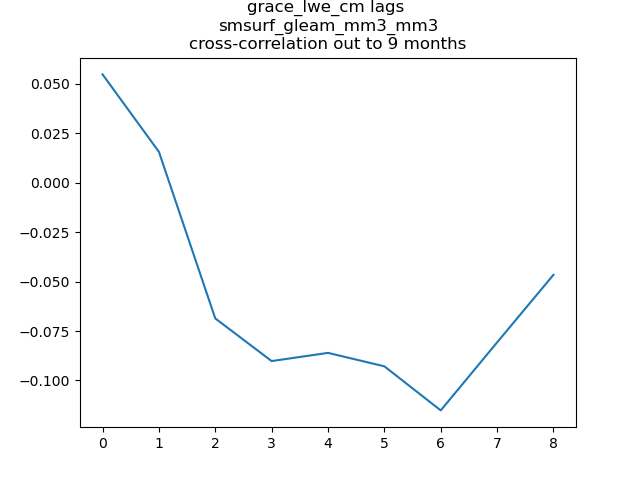 grace_lwe_cm lags
smsurf_gleam_mm3_mm3
cross-correlation out to 9 months
0.050
0.025
0.000
−0.025
−0.050
−0.075
−0.100
0 1 2 3 4 5 6 7 8